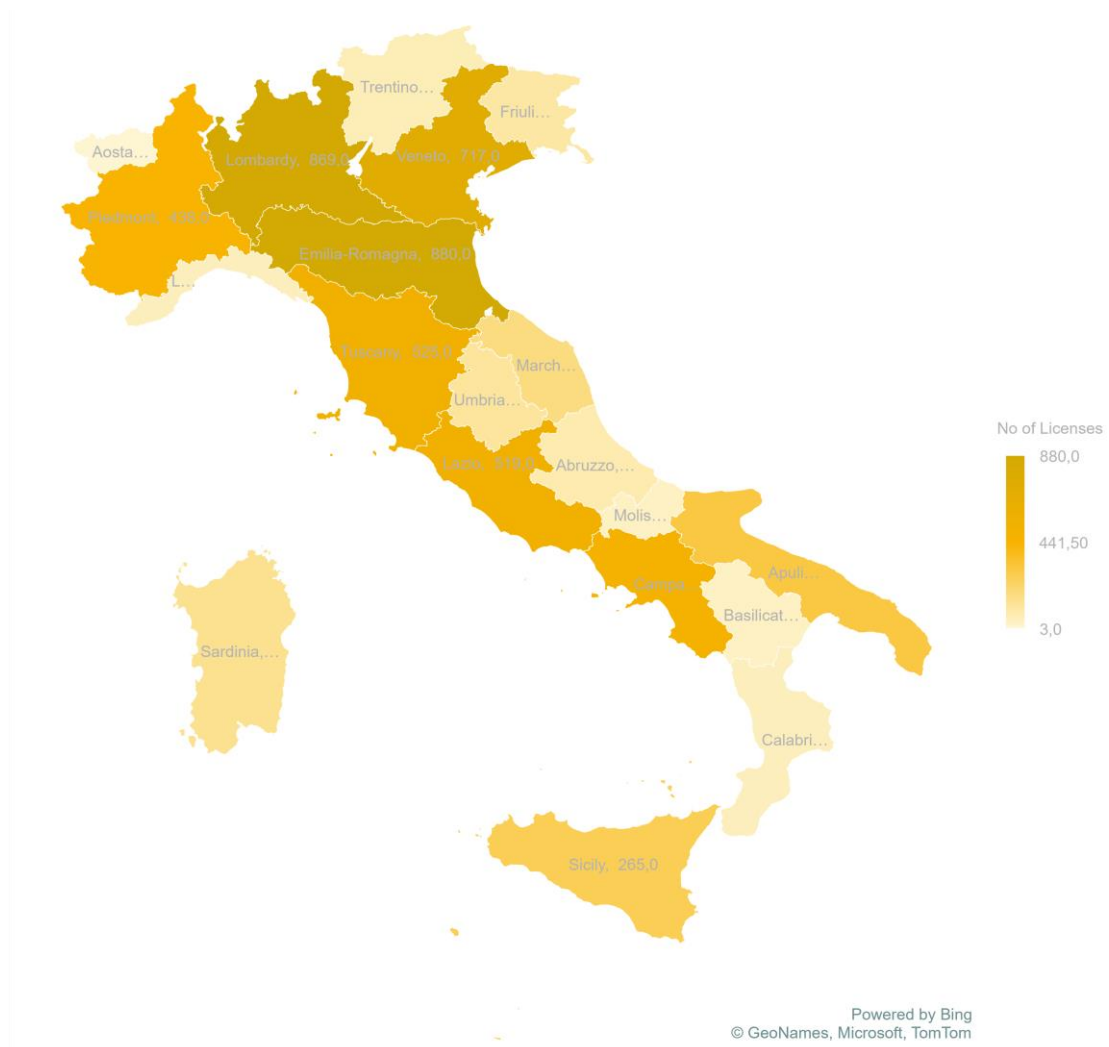 Trentino…
Friuli…
Aosta…
Lombardy, 869,0
Veneto, 717,0
Piedmont,
Emilia-Romagna, 880,0
L…
Tuscany, 525,0
March…
Umbria…
No of Licenses
880,0
441,50
3,0
Lazio,
Abruzzo,…
Molis…
Apuli…
Campa…
Basilicat…
Sardinia,…
Calabri…
Sicily, 265,0
Powered by Bing
© GeoNames, Microsoft, TomTom